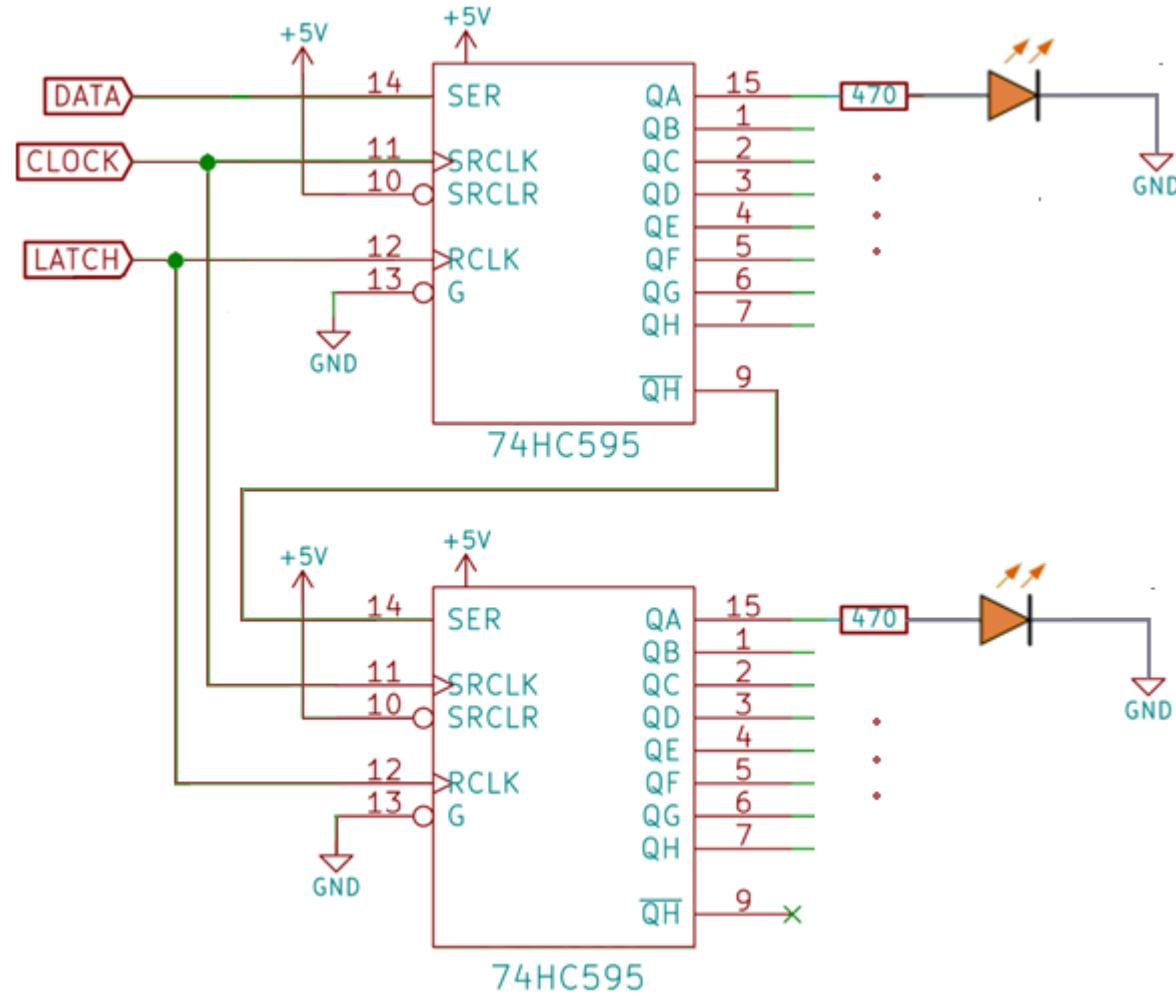 +5V
+5V
DATA 14 SER QA 15 470
QB 1
CLOCK 11 SRCLK QC 2
10 SRCLR QD 3
GND
QE 4
LATCH 12 RCLK QF 5
13 G QG 6
QH 7
GND
QH 9
74HC595
+5V
+5V
14 SER QA 15 470
QB 1
11 SRCLK QC 2
10 SRCLR QD 3
GND
QE 4
12 RCLK QF 5
13 G QG 6
QH 7
GND
QH 9
74HC595